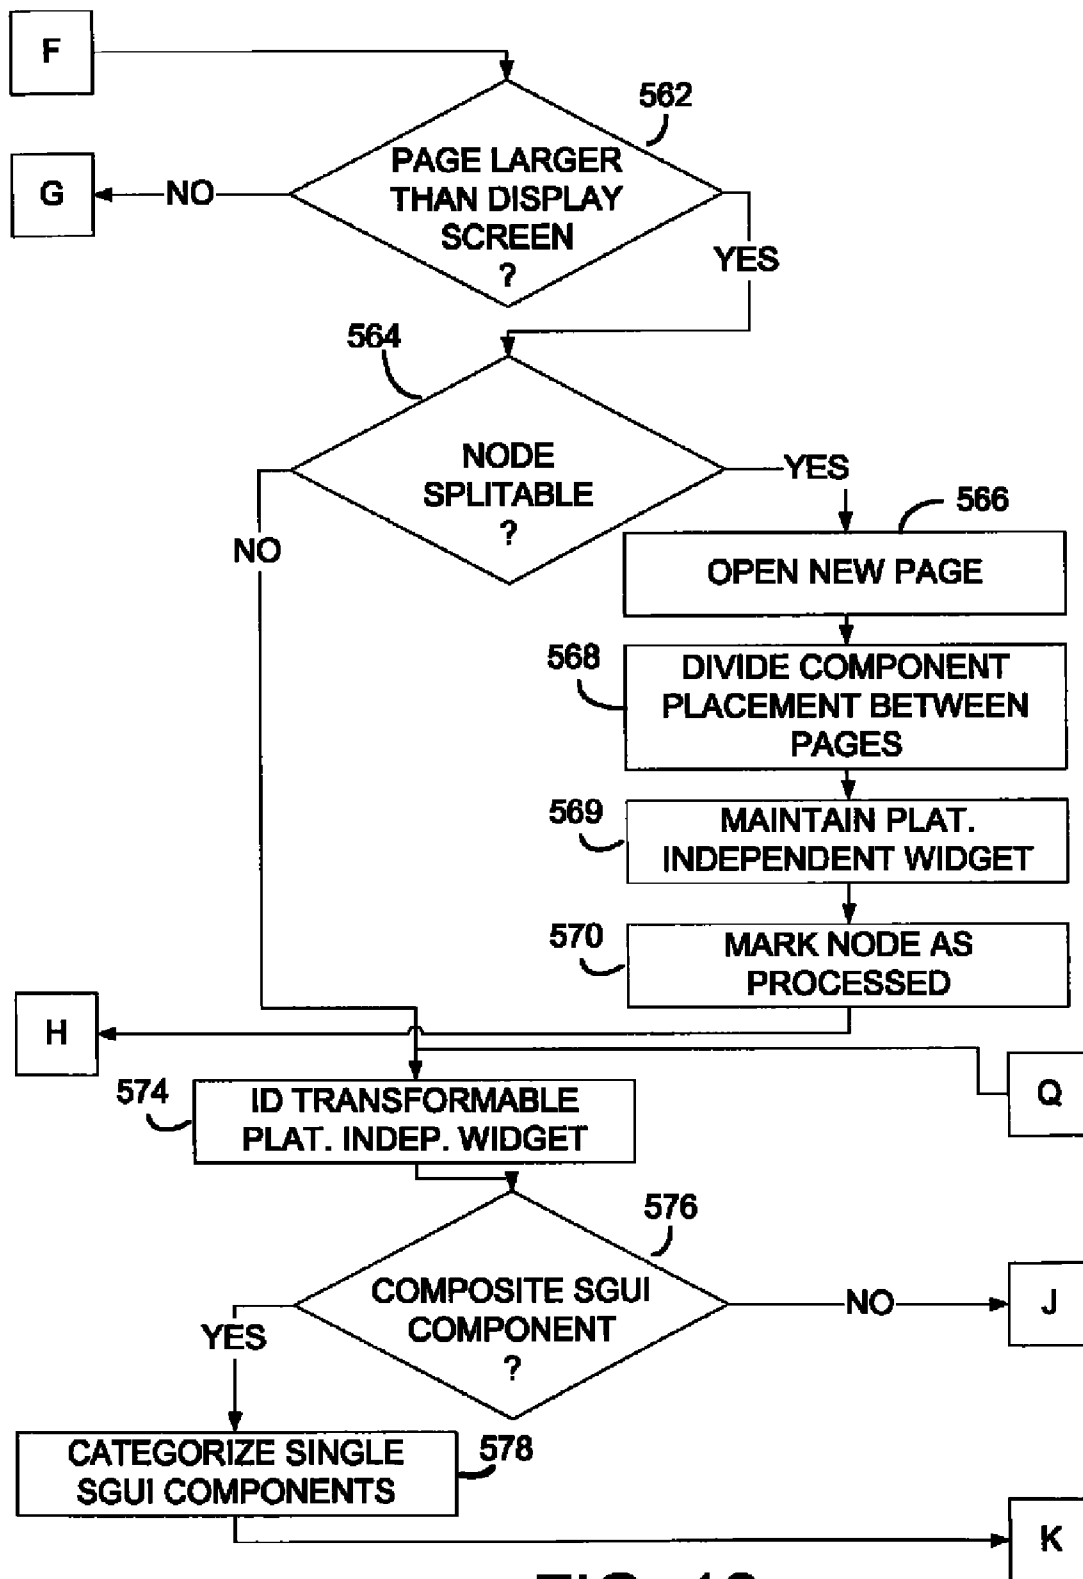 F
562
PAGE LARGER
THAN DISPLAY
SCREEN
?
G
NO
YES
564
NODE
SPLITABLE
?
YES
NO
566
OPEN NEW PAGE
568
DIVIDE COMPONENT
PLACEMENT BETWEEN
PAGES
569
MAINTAIN PLAT.
INDEPENDENT WIDGET
570
MARK NODE AS
PROCESSED
H
Q
574
ID TRANSFORMABLE
PLAT. INDEP. WIDGET
576
COMPOSITE SGUI
COMPONENT
?
NO
J
YES
CATEGORIZE SINGLE
SGUI COMPONENTS
578
K